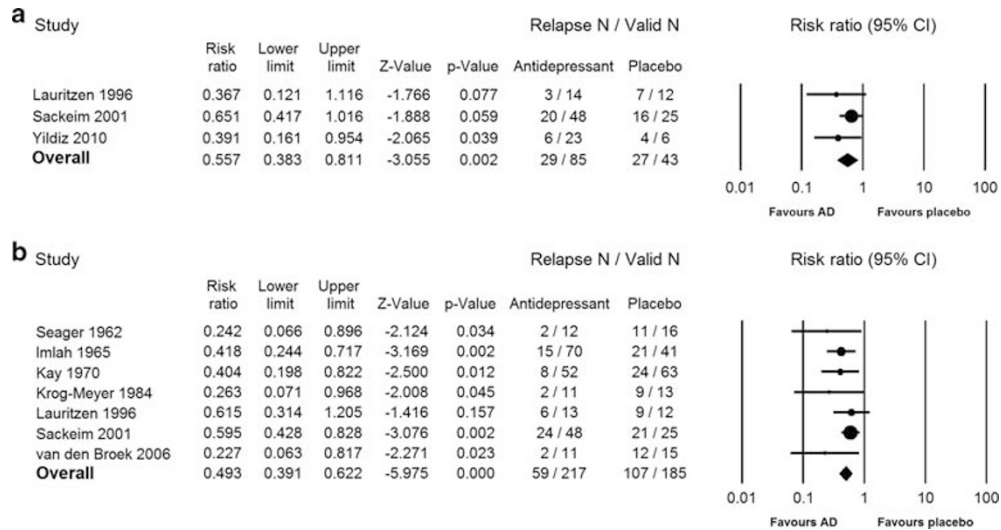 a
Study Relapse N / Valid N Risk ratio (95% CI)
Risk Lower Upper
ratio limit limit Z-Value p-Value Antidepressant Placebo
Lauritzen 1996 0.367 0.121 1.116 -1.766 0.077 3 / 14 7 / 12
Sackeim 2001 0.651 0.417 1.016 -1.888 0.059 20 / 48 16 / 25
Yildiz 2010 0.391 0.161 0.954 -2.065 0.039 6 / 23 4 / 6
Overall 0.557 0.383 0.811 -3.055 0.002 29 / 85 27 / 43
0.01 0.1 1 10 100
Favours AD Favours placebo
b
Study Relapse N / Valid N Risk ratio (95% CI)
Risk Lower Upper
ratio limit limit Z-Value p-Value Antidepressant Placebo
Seager 1962 0.242 0.066 0.896 -2.124 0.034 2 / 12 11 / 16
Imlah 1965 0.418 0.244 0.717 -3.169 0.002 15 / 70 21 / 41
Kay 1970 0.404 0.198 0.822 -2.500 0.012 8 / 52 24 / 63
Krog-Meyer 1984 0.263 0.071 0.968 -2.008 0.045 2 / 11 9 / 13
Lauritzen 1996 0.615 0.314 1.205 -1.416 0.157 6 / 13 9 / 12
Sackeim 2001 0.595 0.428 0.828 -3.076 0.002 24 / 48 21 / 25
van den Broek 2006 0.227 0.063 0.817 -2.271 0.023 2 / 11 12 / 15
Overall 0.493 0.391 0.622 -5.975 0.000 59 / 217 107 / 185
0.01 0.1 1 10 100
Favours AD Favours placebo